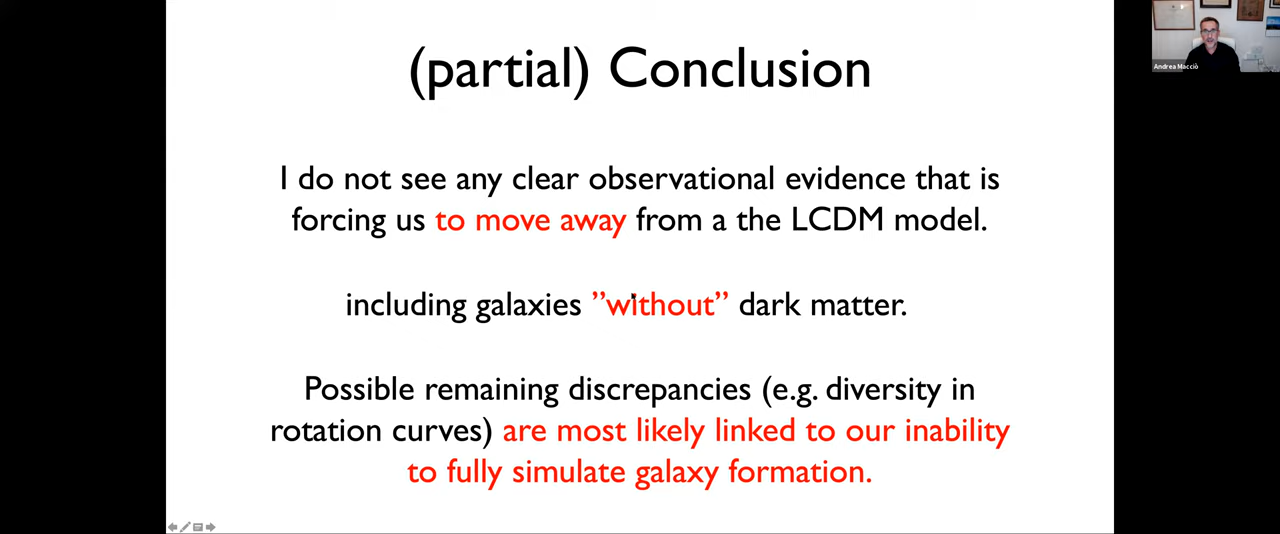 (partial) Conclusion
I do not see any clear observational evidence that is
forcing us to move away from a the LCDM model.
including galaxies ”without” dark matter.
Possible remaining discrepancies (e.g. diversity in
rotation curves) are most likely linked to our inability
to fully simulate galaxy formation.
Andrea Macciò